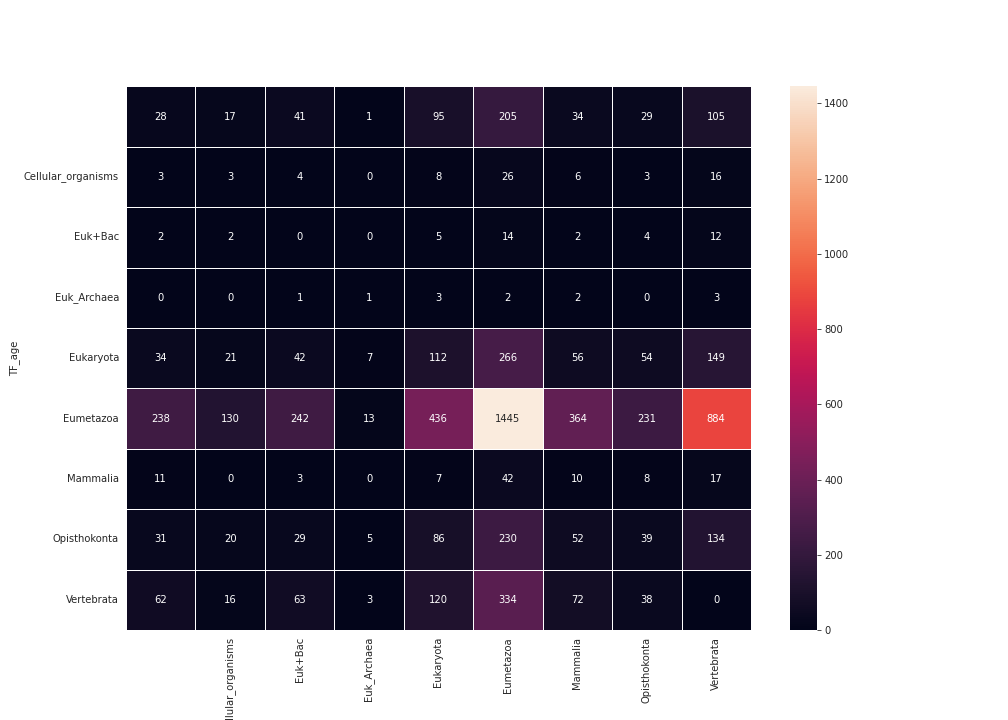 28 17 41 1 95 205 34 29 105
Cellular_organisms 3 3 4 0 8 26 6 3 16
Euk+Bac 2 2 0 0 5 14 2 4 12
Euk_Archaea 0 0 1 1 3 2 2 0 3
Eukaryota 34 21 42 7 112 266 56 54 149
Eumetazoa 238 130 242 13 436 1445 364 231 884
Mammalia 11 0 3 0 7 42 10 8 17
Opisthokonta 31 20 29 5 86 230 52 39 134
Vertebrata 62 16 63 3 120 334 72 38 0
TF_age
llular_organisms
Euk+Bac
Euk_Archaea
Eukaryota
Eumetazoa
Mammalia
Opisthokonta
Vertebrata
1400
1200
1000
800
600
400
200
0